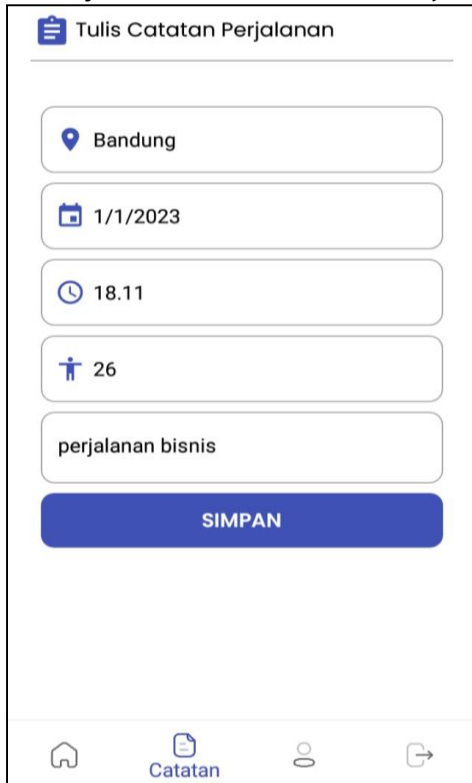 Tulis Catatan Perjalanan
Bandung
1/1/2023
18.11
26
perjalanan bisnis
SIMPAN
Catatan